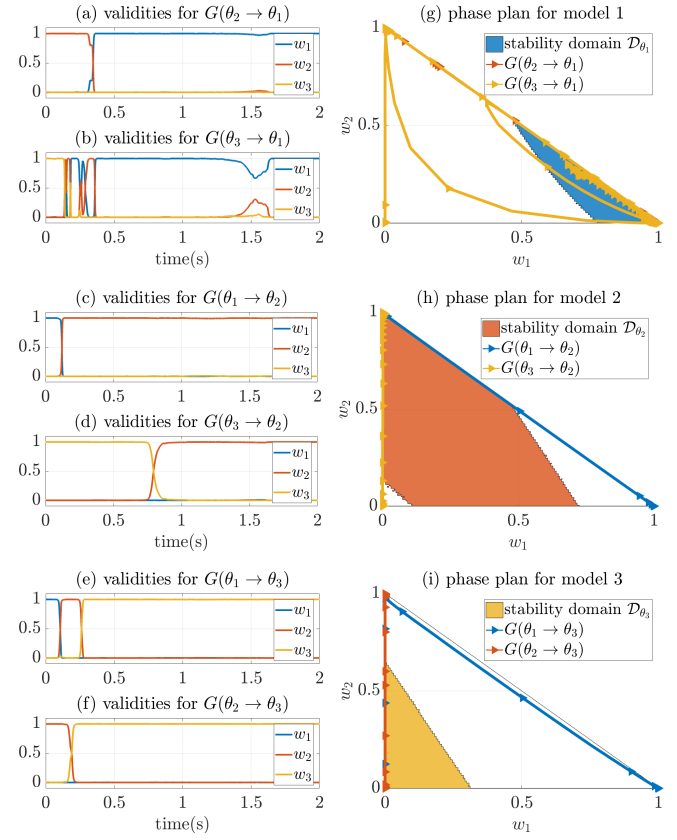 (a) validities for G(θ₂ → θ₁)
1
0.5
0
w₁
w₂
w₃
0 0.5 1 1.5 2
(b) validities for G(θ₃ → θ₁)
1
0.5
0
w₁
w₂
w₃
0 0.5 1 1.5 2
time(s)
(g) phase plan for model 1
1
0.5
0
w₂
stability domain 𝒟θ₁
G(θ₂ → θ₁)
G(θ₃ → θ₁)
0 0.5 1
w₁
(c) validities for G(θ₁ → θ₂)
1
0.5
0
w₁
w₂
w₃
0 0.5 1 1.5 2
(d) validities for G(θ₃ → θ₂)
1
0.5
0
w₁
w₂
w₃
0 0.5 1 1.5 2
time(s)
(h) phase plan for model 2
1
0.5
0
w₂
stability domain 𝒟θ₂
G(θ₁ → θ₂)
G(θ₃ → θ₂)
0 0.5 1
w₁
(e) validities for G(θ₁ → θ₃)
1
0.5
0
w₁
w₂
w₃
0 0.5 1 1.5 2
(f) validities for G(θ₂ → θ₃)
1
0.5
0
w₁
w₂
w₃
0 0.5 1 1.5 2
time(s)
(i) phase plan for model 3
1
0.5
0
w₂
stability domain 𝒟θ₃
G(θ₁ → θ₃)
G(θ₂ → θ₃)
0 0.5 1
w₁